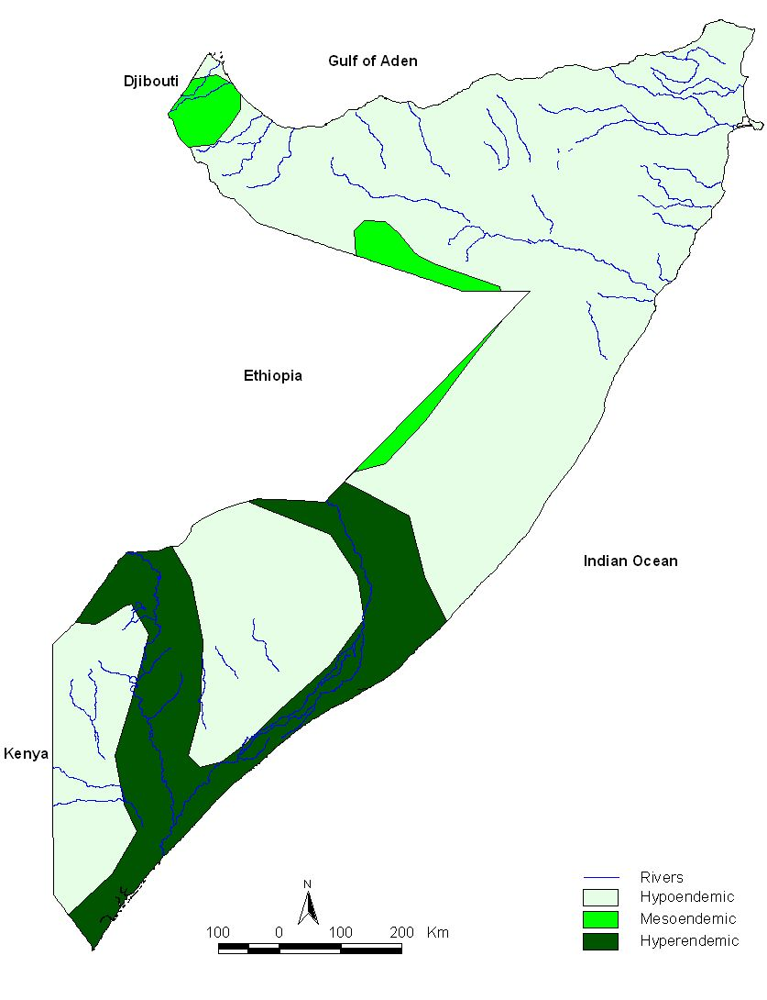 Gulf of Aden
Djibouti
Ethiopia
Indian Ocean
Kenya
Rivers
Hypoendemic
Mesoendemic
Hyperendemic
N
100 0 100 200 Km